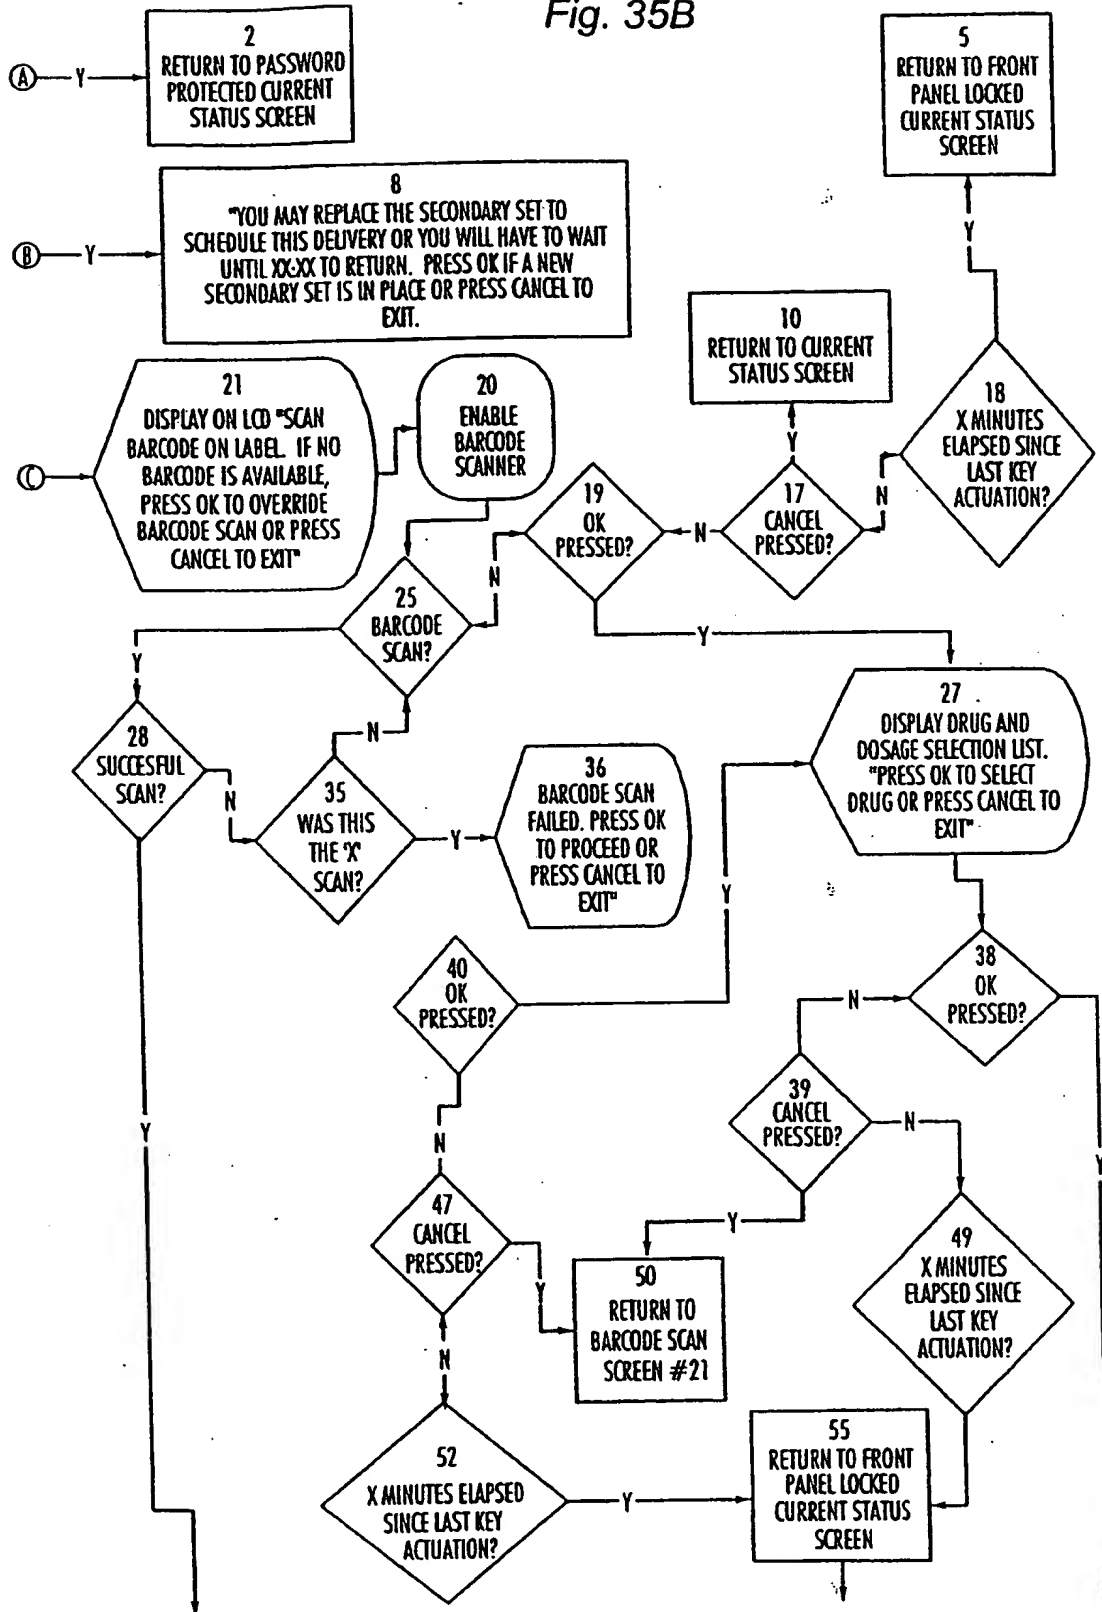 Fig. 35B
A
Y
2
RETURN TO PASSWORD
PROTECTED CURRENT
STATUS SCREEN
5
RETURN TO FRONT
PANEL LOCKED
CURRENT STATUS
SCREEN
Y
B
Y
8
"YOU MAY REPLACE THE SECONDARY SET TO
SCHEDULE THIS DELIVERY OR YOU WILL HAVE TO WAIT
UNTIL XX:XX TO RETURN. PRESS OK IF A NEW
SECONDARY SET IS IN PLACE OR PRESS CANCEL TO
EXIT.
10
RETURN TO CURRENT
STATUS SCREEN
Y
18
X MINUTES
ELAPSED SINCE
LAST KEY
ACTUATION?
N
C
21
DISPLAY ON LCD "SCAN
BARCODE ON LABEL. IF NO
BARCODE IS AVAILABLE,
PRESS OK TO OVERRIDE
BARCODE SCAN OR PRESS
CANCEL TO EXIT"
20
ENABLE
BARCODE
SCANNER
19
OK
PRESSED?
N
17
CANCEL
PRESSED?
N
25
BARCODE
SCAN?
Y
Y
27
DISPLAY DRUG AND
DOSAGE SELECTION LIST.
"PRESS OK TO SELECT
DRUG OR PRESS CANCEL TO
EXIT"
28
SUCCESFUL
SCAN?
N
N
35
WAS THIS
THE 'X'
SCAN?
Y
36
BARCODE SCAN
FAILED. PRESS OK
TO PROCEED OR
PRESS CANCEL TO
EXIT"
Y
40
OK
PRESSED?
38
OK
PRESSED?
N
39
CANCEL
PRESSED?
N
Y
Y
N
47
CANCEL
PRESSED?
Y
Y
50
RETURN TO
BARCODE SCAN
SCREEN #21
49
X MINUTES
ELAPSED SINCE
LAST KEY
ACTUATION?
N
52
X MINUTES ELAPSED
SINCE LAST KEY
ACTUATION?
Y
55
RETURN TO FRONT
PANEL LOCKED
CURRENT STATUS
SCREEN